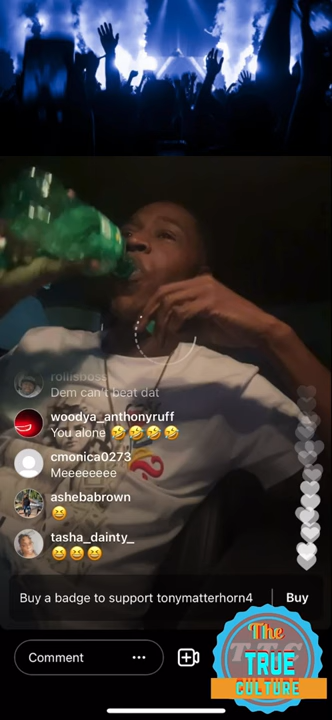 rollisboss
Dem can't beat dat
woodya_anthonyruff
You alone 🤣🤣🤣🤣
cmonica0273
Meeeeeeee
ashebabrown
😆
tasha_dainty_
😆😆😆
Buy a badge to support tonymatterhorn4
Buy
Comment
The
T.T.C
TRUE
CULTURE